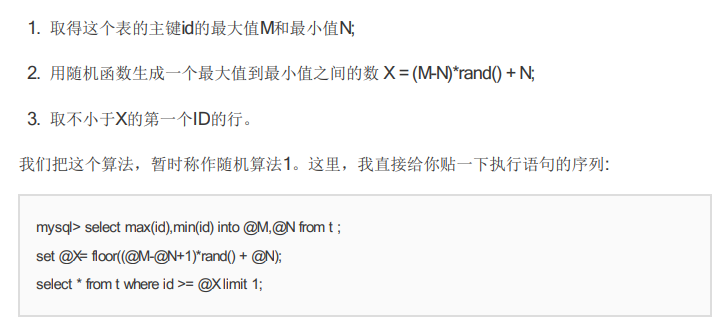 1. 取得这个表的主键id的最大值M和最小值N;
2. 用随机函数生成一个最大值到最小值之间的数 X = (M-N)*rand() + N;
3. 取不小于X的第一个ID的行。
我们把这个算法，暂时称作随机算法1。这里，我直接给你贴一下执行语句的序列:
mysql> select max(id),min(id) into @M,@N from t ;
set @X= floor((@M-@N+1)*rand() + @N);
select * from t where id >= @X limit 1;